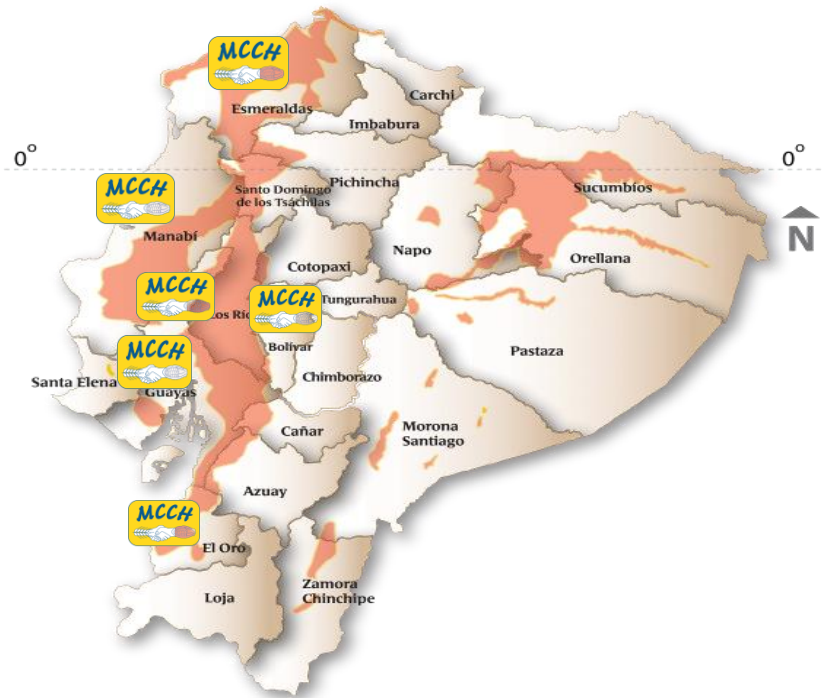 MCCH
Carchi
Esmeraldas
Imbabura
0°
0°
Pichincha
Sucumbíos
MCCH
Santo Domingo
de los Tsáchilas
Manabí
N
Napo
Orellana
Cotopaxi
MCCH
MCCH
Tungurahua
Los
Bolívar
Pastaza
MCCH
Santa Elena
Chimborazo
Guayas
Cañar
Morona
Santiago
Azuay
MCCH
El Oro
Loja
Zamora
Chinchipe